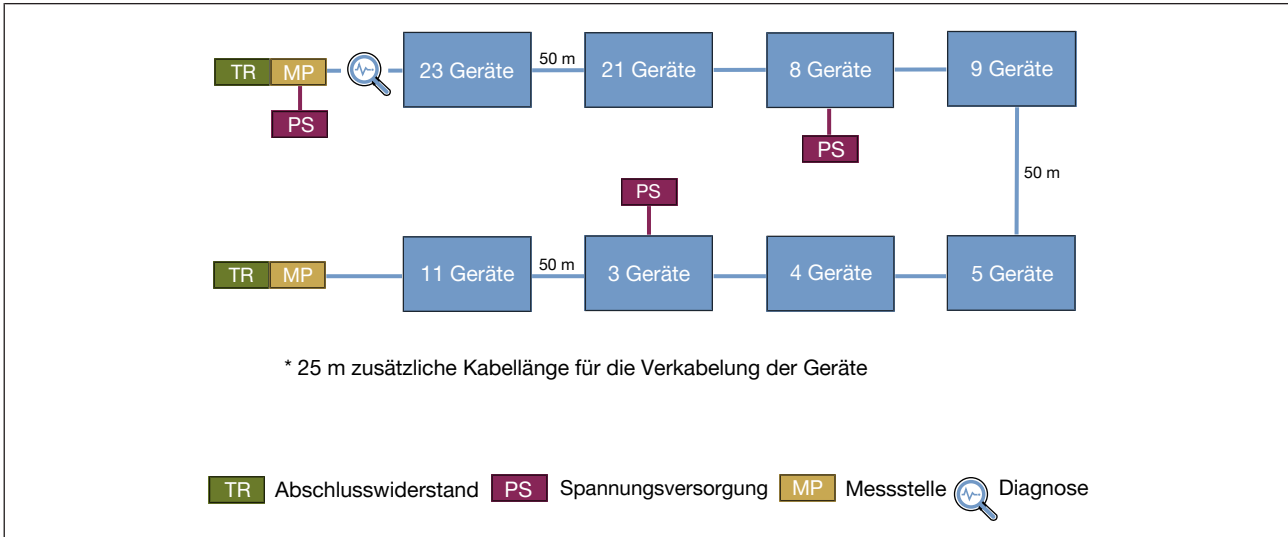 TR MP
23 Geräte
50 m
21 Geräte
8 Geräte
9 Geräte
PS
PS
50 m
PS
TR MP
11 Geräte
50 m
3 Geräte
4 Geräte
5 Geräte
* 25 m zusätzliche Kabellänge für die Verkabelung der Geräte
TR Abschlusswiderstand PS Spannungsversorgung MP Messstelle Diagnose